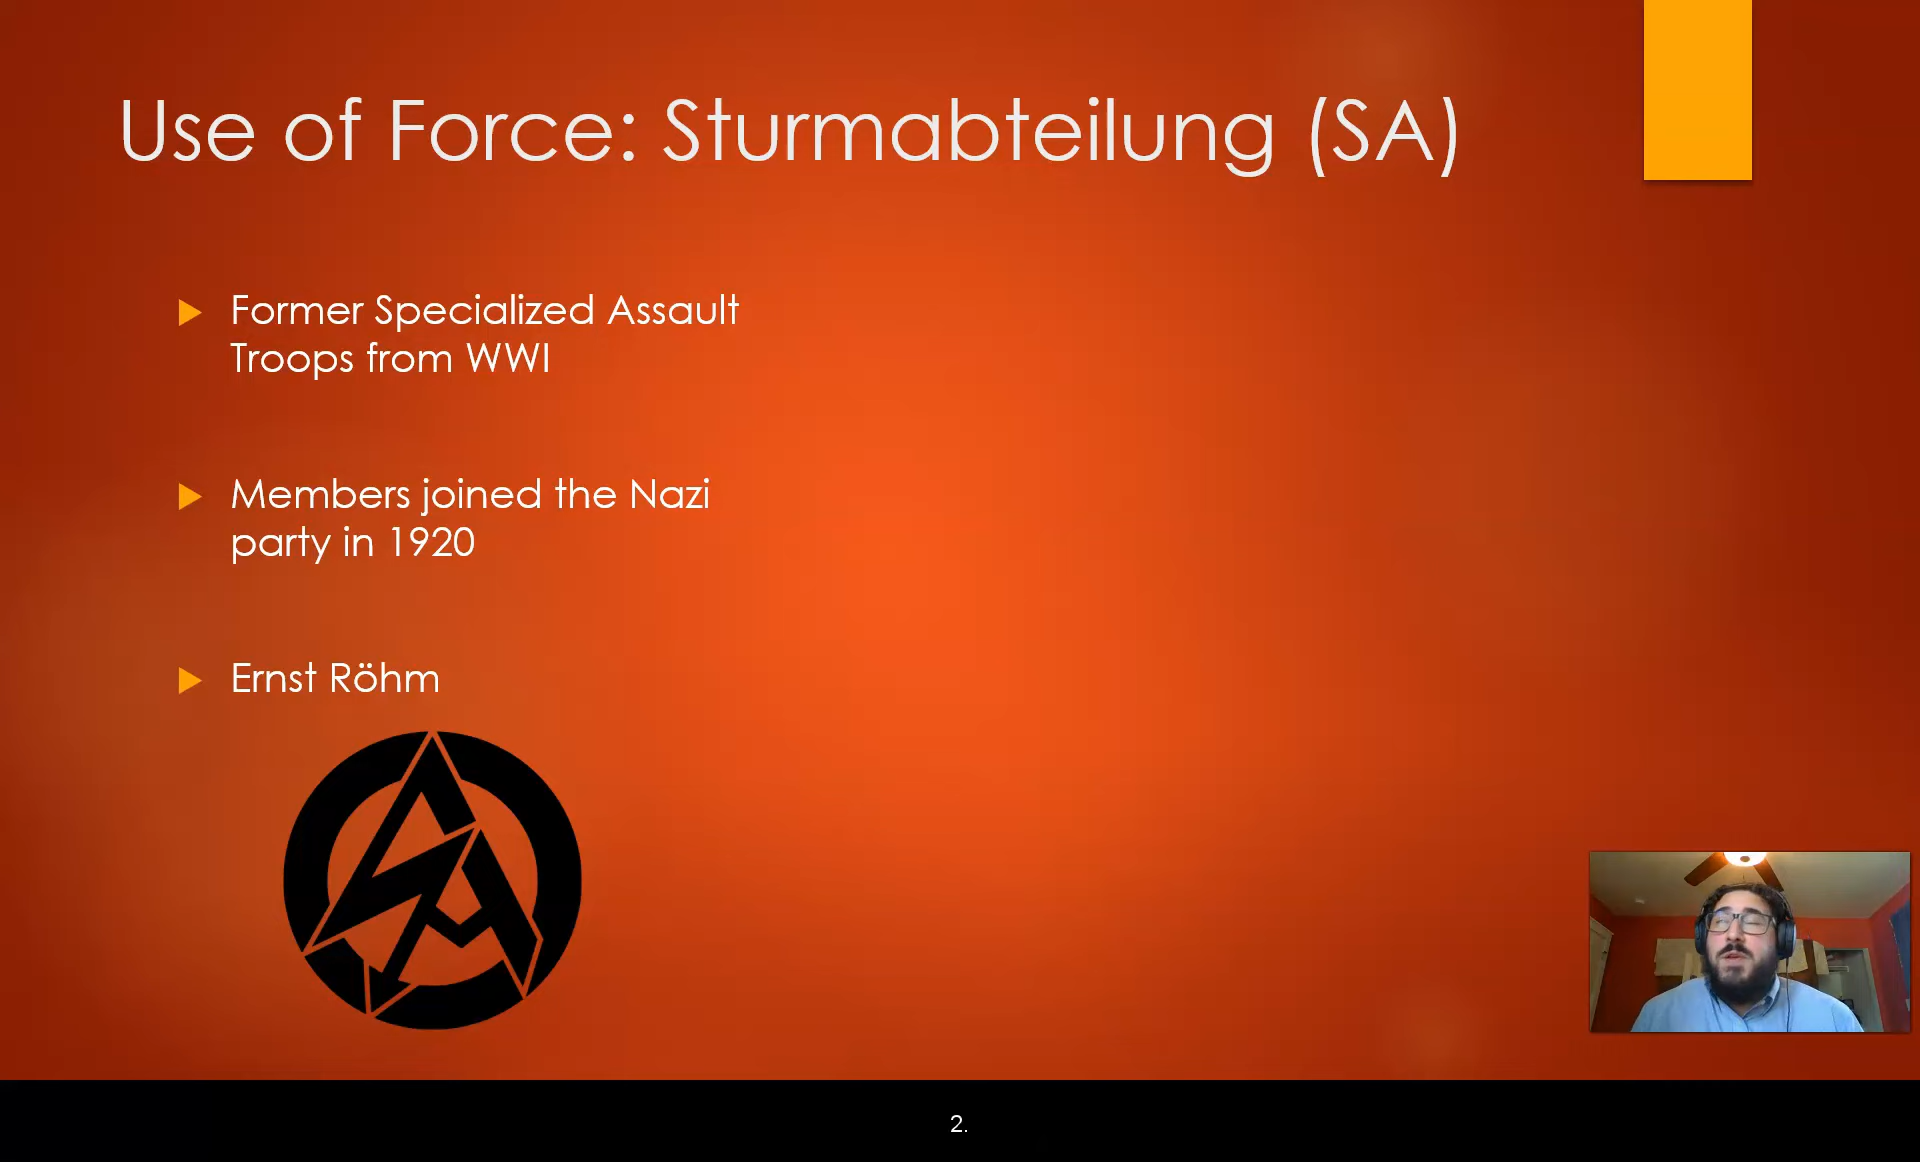 Use of Force: Sturmabteilung (SA)
Former Specialized Assault
Troops from WWI
Members joined the Nazi
party in 1920
Ernst Röhm
SA
2.